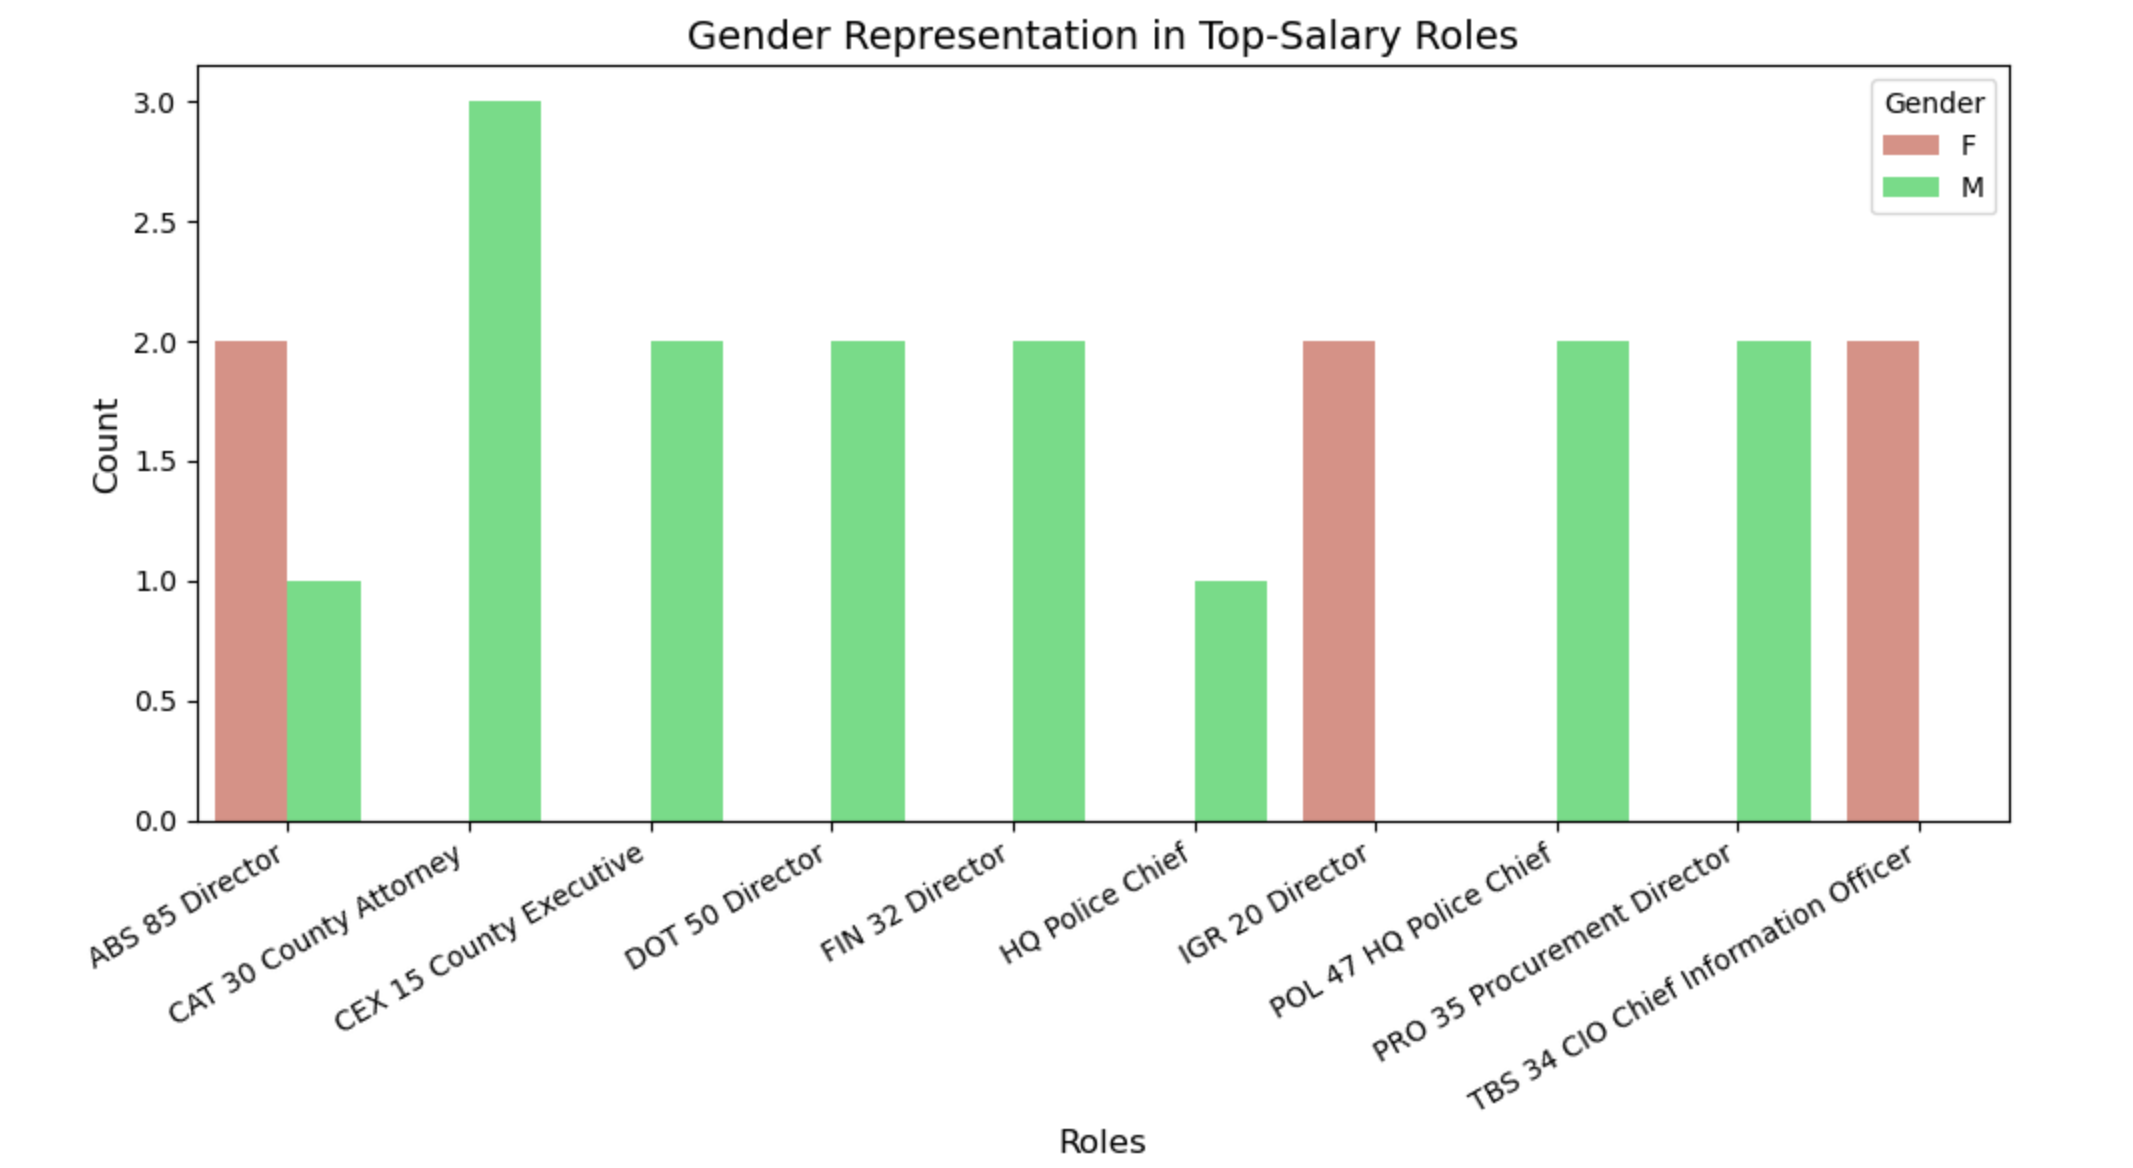 Gender Representation in Top-Salary Roles
Gender
F
M
Count
3.0
2.5
2.0
1.5
1.0
0.5
0.0
ABS 85 Director
CAT 30 County Attorney
CEX 15 County Executive
DOT 50 Director
FIN 32 Director
HQ Police Chief
IGR 20 Director
POL 47 HQ Police Chief
PRO 35 Procurement Director
TBS 34 CIO Chief Information Officer
Roles